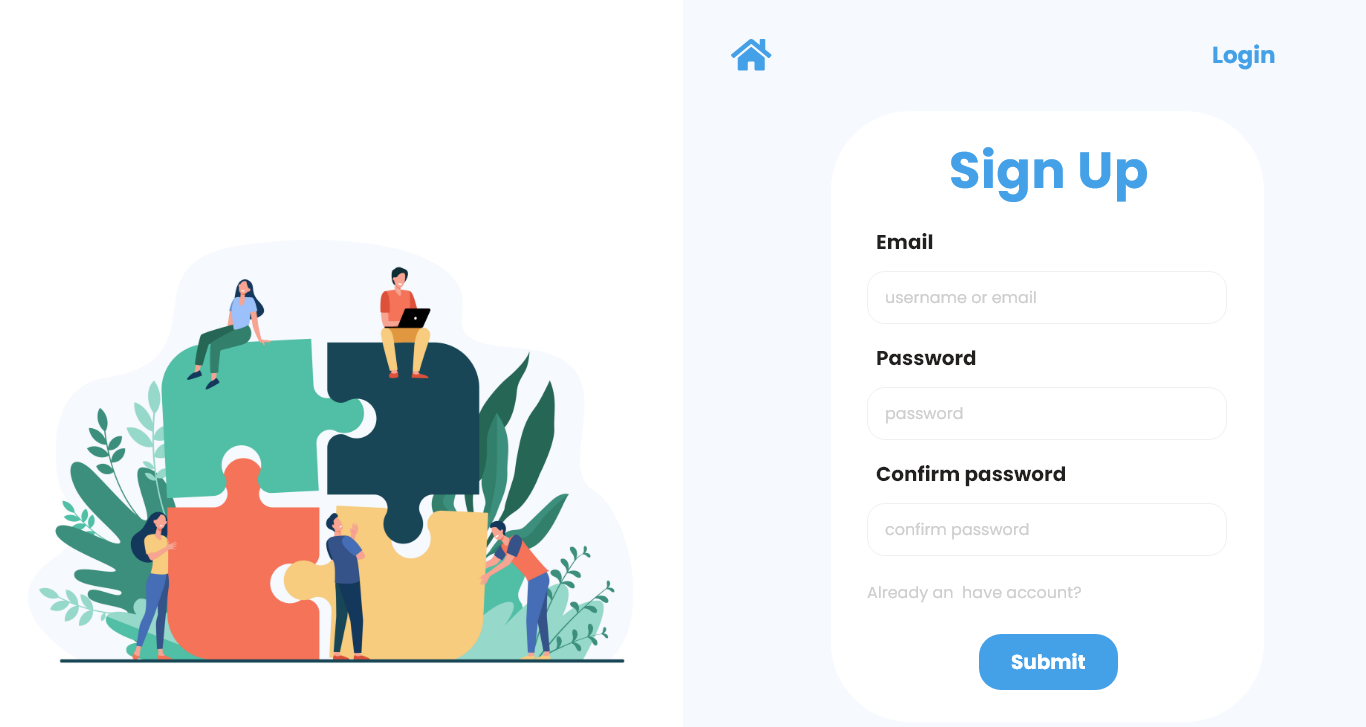 Login
Sign Up
Email
username or email
Password
password
Confirm password
confirm password
Already an  have account?
Submit